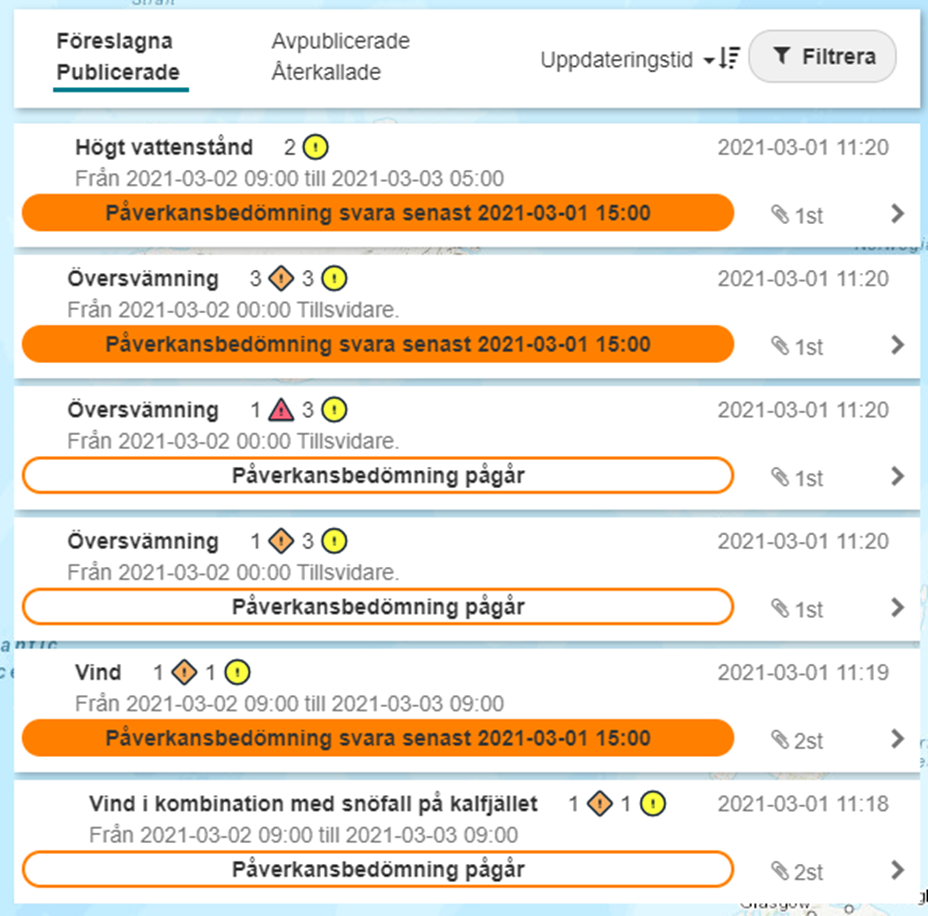 Strait
Föreslagna
Publicerade
Avpublicerade
Återkallade
Uppdateringstid
Filtrera
Högt vattenstånd 2 2021-03-01 11:20
Från 2021-03-02 09:00 till 2021-03-03 05:00
Påverkansbedömning svara senast 2021-03-01 15:00 1st
Översvämning 3 3 2021-03-01 11:20
Från 2021-03-02 00:00 Tillsvidare.
Påverkansbedömning svara senast 2021-03-01 15:00 1st
Översvämning 1 3 2021-03-01 11:20
Från 2021-03-02 00:00 Tillsvidare.
Påverkansbedömning pågår 1st
Översvämning 1 3 2021-03-01 11:20
Från 2021-03-02 00:00 Tillsvidare.
Påverkansbedömning pågår 1st
Vind 1 1 2021-03-01 11:19
Från 2021-03-02 09:00 till 2021-03-03 09:00
Påverkansbedömning svara senast 2021-03-01 15:00 2st
Vind i kombination med snöfall på kalfjället 1 1 2021-03-01 11:18
Från 2021-03-02 09:00 till 2021-03-03 09:00
Påverkansbedömning pågår 2st
Glasgow